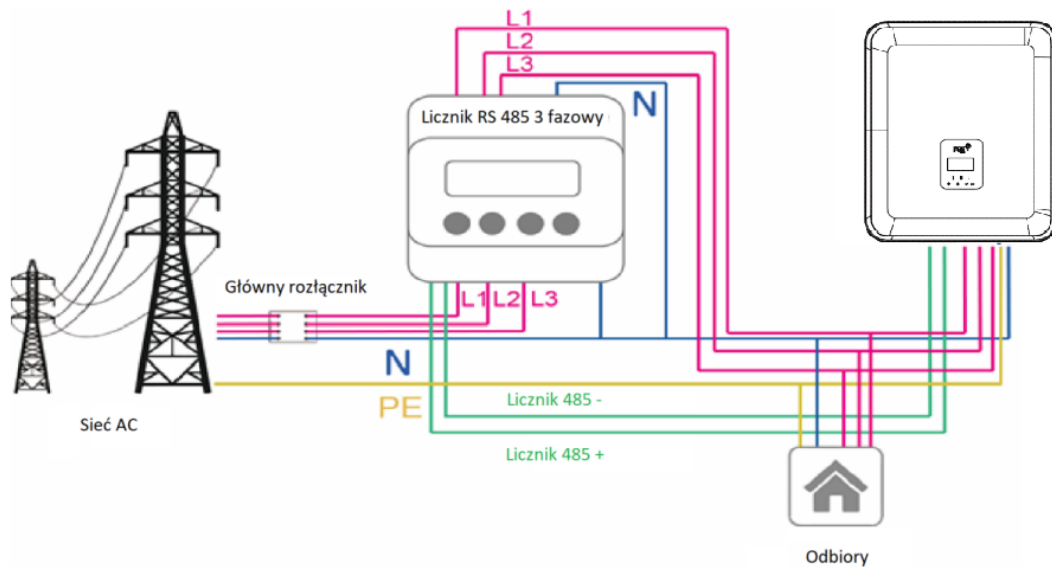 L1
L2
L3
N
Licznik RS 485 3 fazowy
Główny rozłącznik
L1
L2
L3
N
PE
Licznik 485 -
Sieć AC
Licznik 485 +
Odbiory